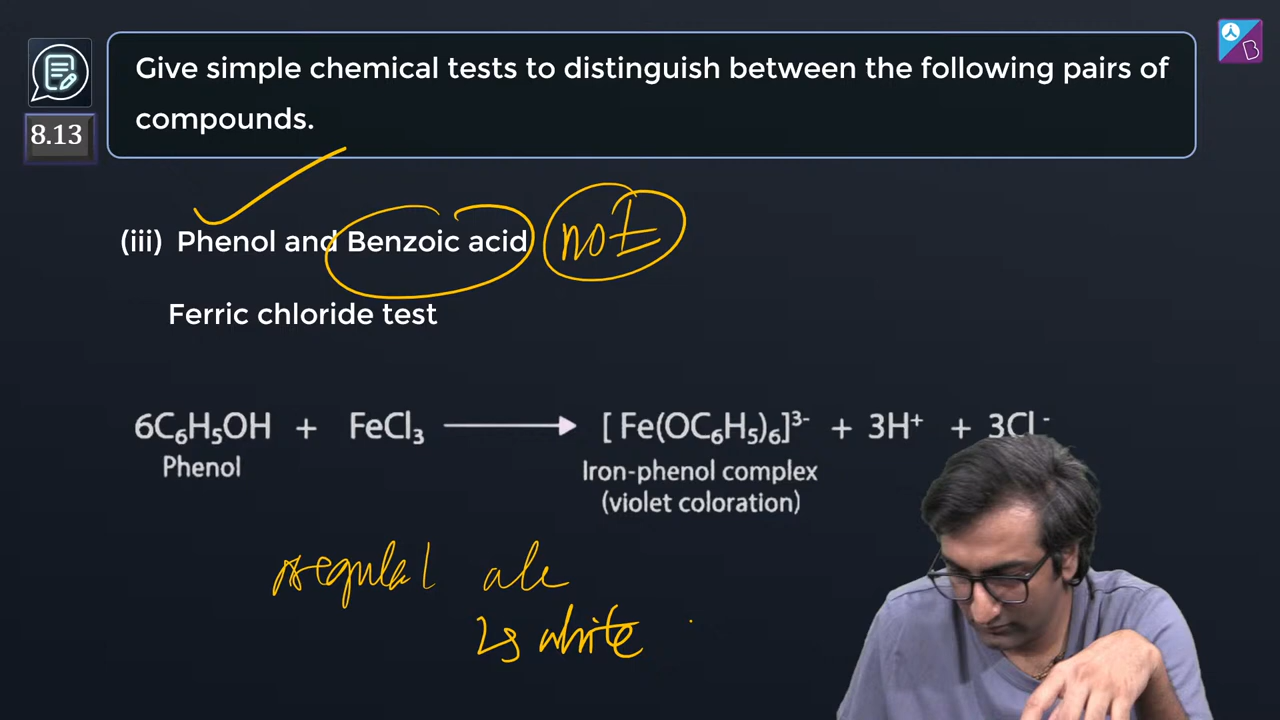 Give simple chemical tests to distinguish between the following pairs of
compounds.
8.13
(iii) Phenol and Benzoic acid not
Ferric chloride test
6C₆H₅OH + FeCl₃ ⟶ [Fe(OC₆H₅)₆]³⁻ + 3H⁺ + 3Cl⁻
Phenol
Iron-phenol complex
(violet coloration)
alc
white
B